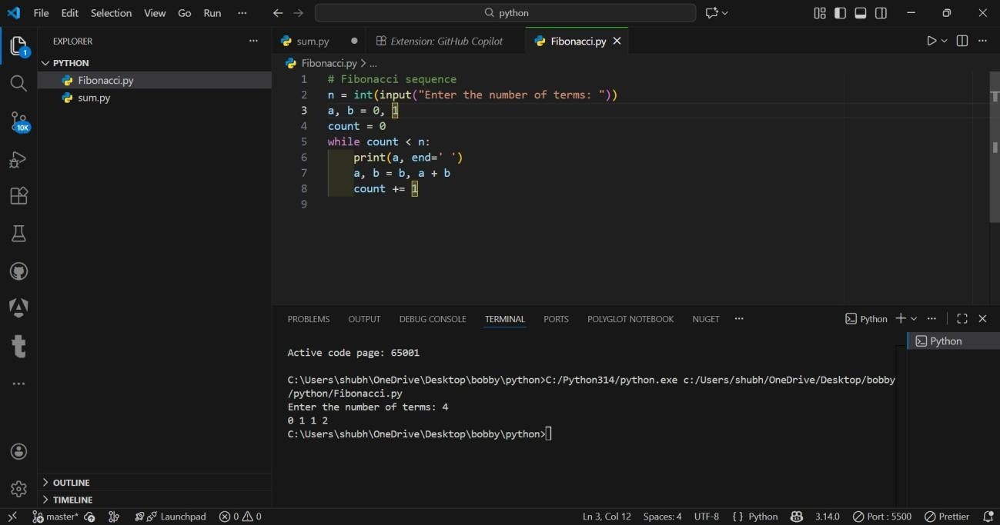 File Edit Selection View Go Run ··· python
EXPLORER ···
PYTHON
Fibonacci.py
sum.py
OUTLINE
TIMELINE
1
10K
sum.py Extension: GitHub Copilot Fibonacci.py
Fibonacci.py > ...
1 # Fibonacci sequence
2 n = int(input("Enter the number of terms: "))
3 a, b = 0, 1
4 count = 0
5 while count < n:
6 print(a, end=' ')
7 a, b = b, a + b
8 count += 1
9
PROBLEMS OUTPUT DEBUG CONSOLE TERMINAL PORTS POLYGLOT NOTEBOOK NUGET ··· Python
Python
Active code page: 65001
C:\Users\shubh\OneDrive\Desktop\bobby\python>C:/Python314/python.exe c:/Users/shubh/OneDrive/Desktop/bobby
/python/Fibonacci.py
Enter the number of terms: 4
0 1 1 2
C:\Users\shubh\OneDrive\Desktop\bobby\python>
master* Launchpad 0 0 Ln 3, Col 12 Spaces: 4 UTF-8 { } Python 3.14.0 Port : 5500 Prettier